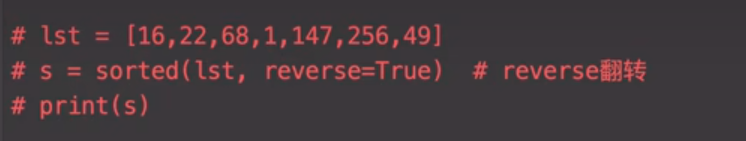 # lst = [16,22,68,1,147,256,49]
# s = sorted(lst, reverse=True)  # reverse翻转
# print(s)